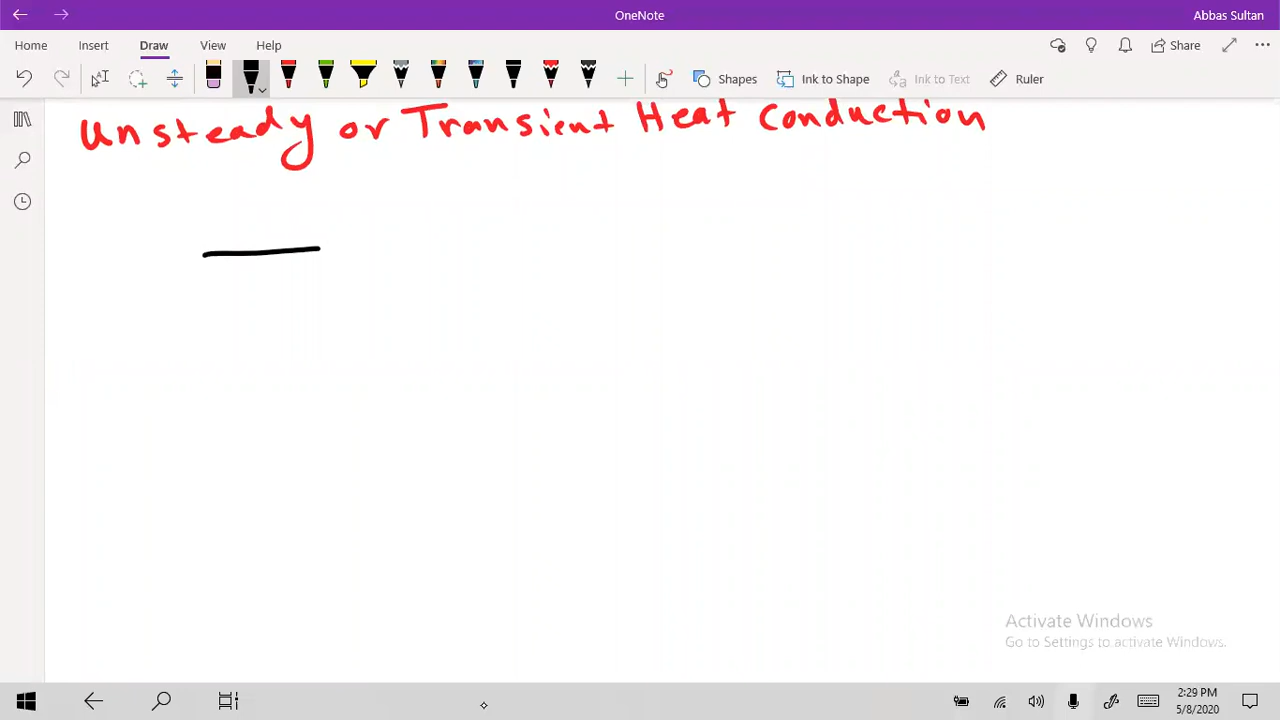 OneNote
Abbas Sultan
Home Insert Draw View Help
Share
Shapes Ink to Shape Ink to Text Ruler
Unsteady or Transient Heat Conduction
Activate Windows
Go to Settings to activate Windows.
2:29 PM
5/8/2020